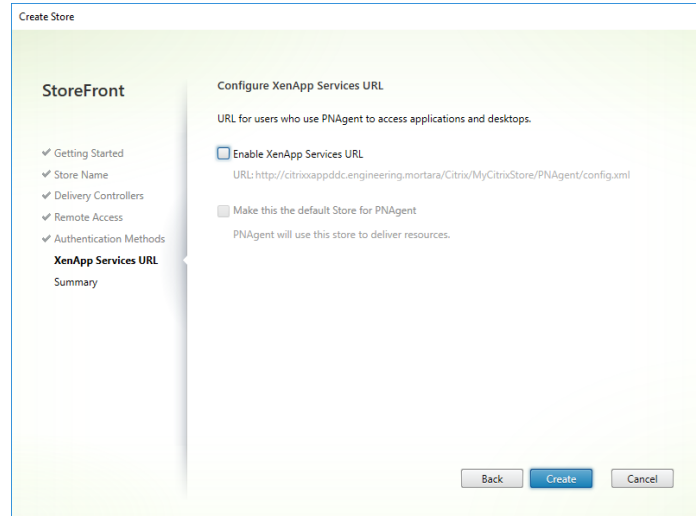 Create Store
StoreFront
Getting Started
Store Name
Delivery Controllers
Remote Access
Authentication Methods
XenApp Services URL
Summary
Configure XenApp Services URL
URL for users who use PNAgent to access applications and desktops.
Enable XenApp Services URL
URL: http://citrixxappddc.engineering.mortara/Citrix/MyCitrixStore/PNAgent/config.xml
Make this the default Store for PNAgent
PNAgent will use this store to deliver resources.
Back
Create
Cancel